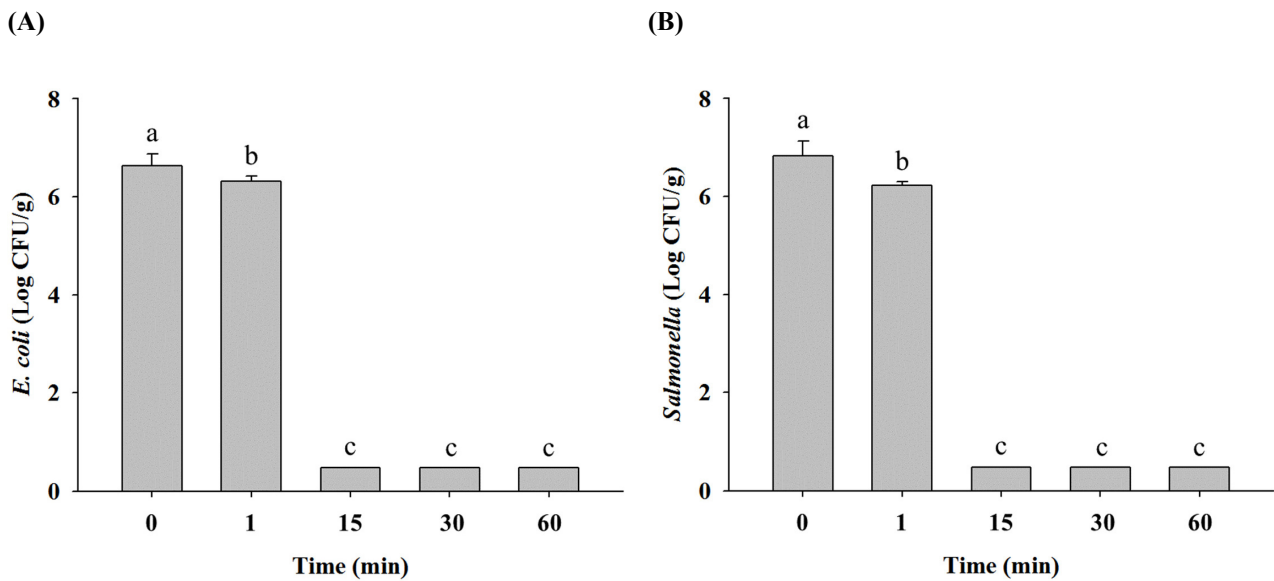 (A)
8
6
4
2
0
E. coli (Log CFU/g)
a
b
c
c
c
0 1 15 30 60
Time (min)
(B)
8
6
4
2
0
Salmonella (Log CFU/g)
a
b
c
c
c
0 1 15 30 60
Time (min)